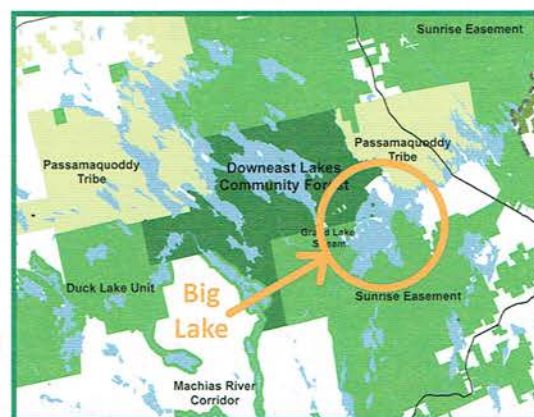 Sunrise Easement
Passamaquoddy
Tribe
Passamaquoddy
Tribe
Downeast Lakes
Community Forest
Grand Lake
Stream
Duck Lake Unit
Big
Lake
Sunrise Easement
Machias River
Corridor